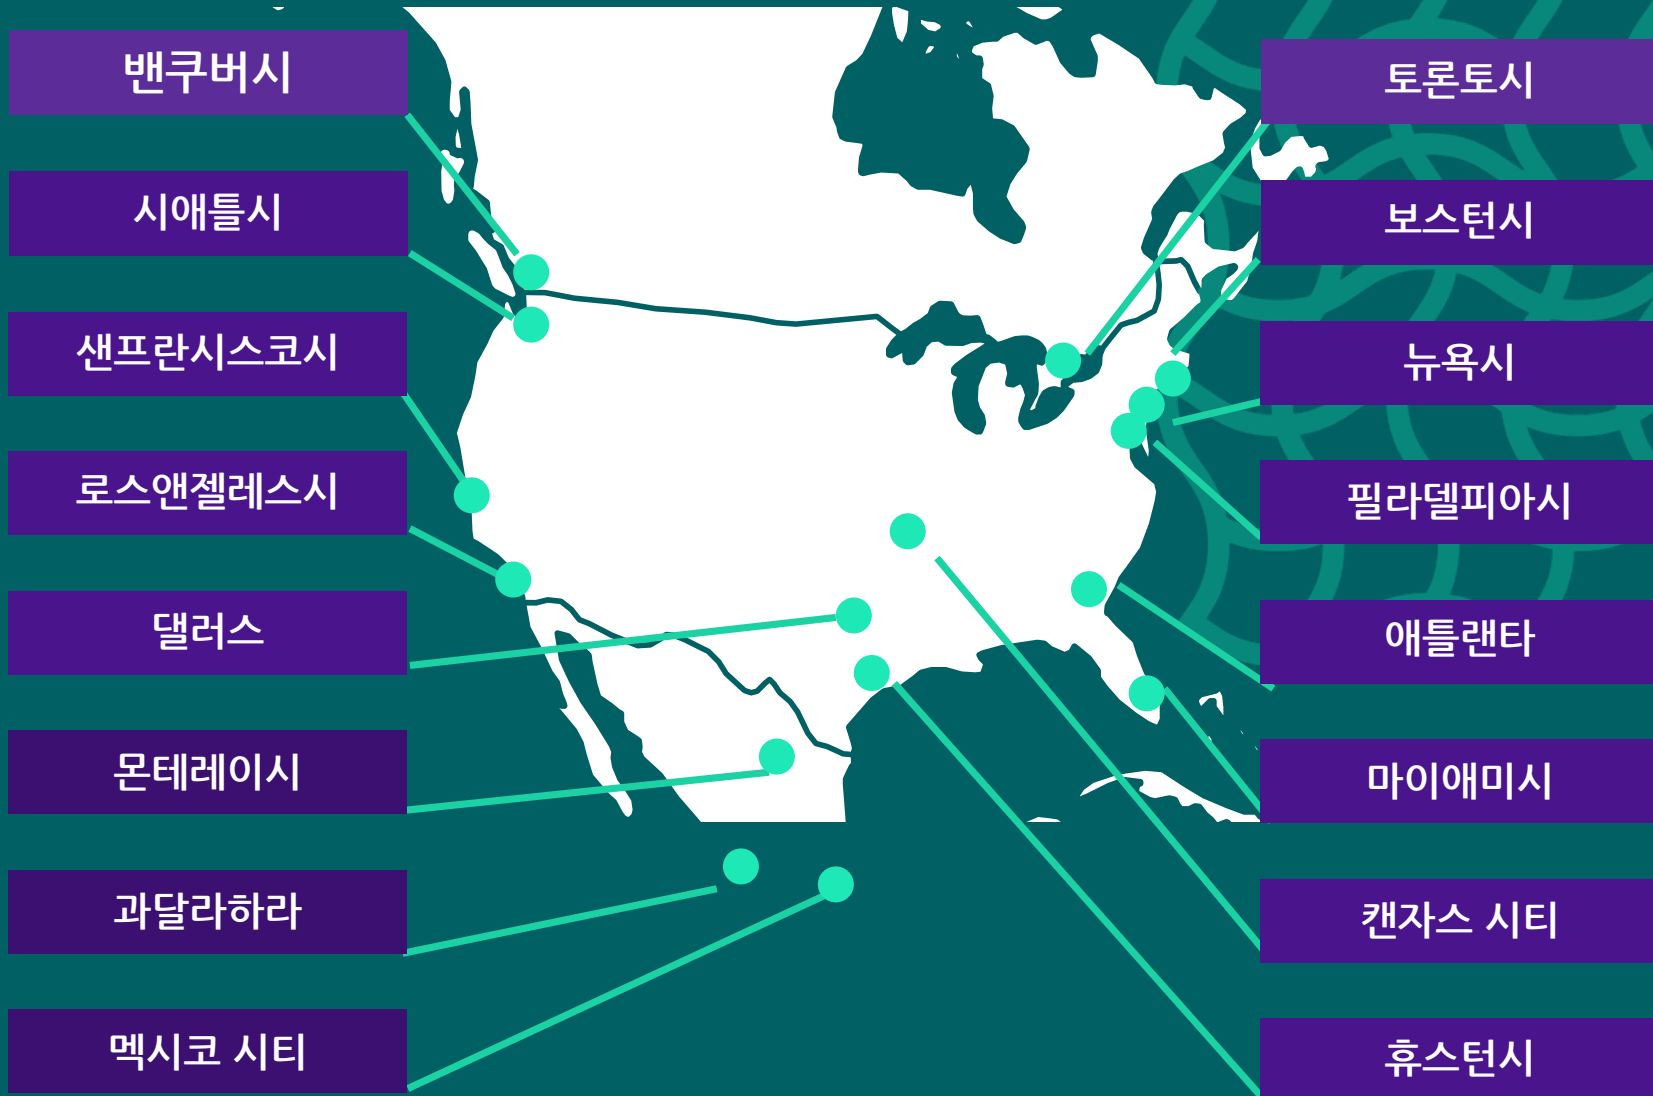 밴쿠버시
시애틀시
샌프란시스코시
로스앤젤레스시
댈러스
몬테레이시
과달라하라
멕시코 시티
토론토시
보스턴시
뉴욕시
필라델피아시
애틀랜타
마이애미시
캔자스 시티
휴스턴시